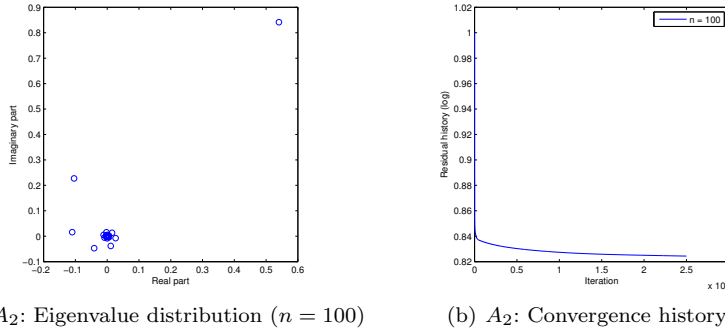 0.9
0.8
0.7
0.6
0.5
0.4
0.3
0.2
0.1
0
−0.1
Imaginary part
−0.2 −0.1 0 0.1 0.2 0.3 0.4 0.5 0.6
Real part
A₂: Eigenvalue distribution (n = 100)
1.02
1
0.98
0.96
0.94
0.92
0.9
0.88
0.86
0.84
0.82
Residual history (log)
n = 100
0 0.5 1 1.5 2 2.5
Iteration
x 10
(b) A₂: Convergence history